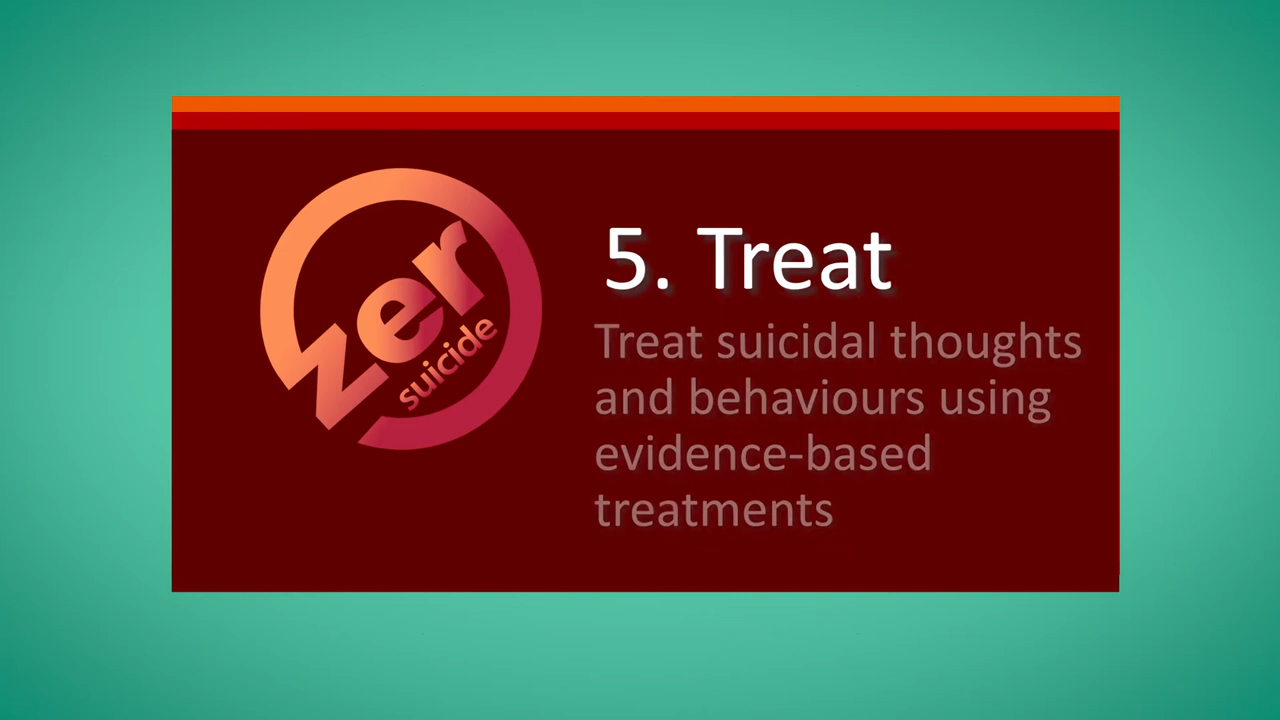 zer
suicide
5. Treat
Treat suicidal thoughts
and behaviours using
evidence-based
treatments